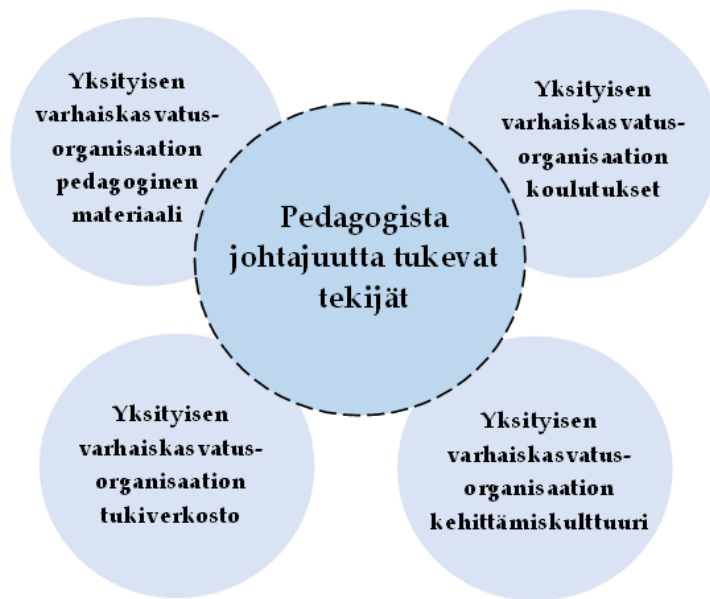 Yksityisen
varhaiskasvatus-
organisaation
pedagoginen
materiaali
Yksityisen
varhaiskasvatus-
organisaation
koulutukset
Pedagogista
johtajuutta tukevat
tekijät
Yksityisen
varhaiskasvatus-
organisaation
tukiverkosto
Yksityisen
varhaiskasvatus-
organisaation
kehittämiskulttuuri